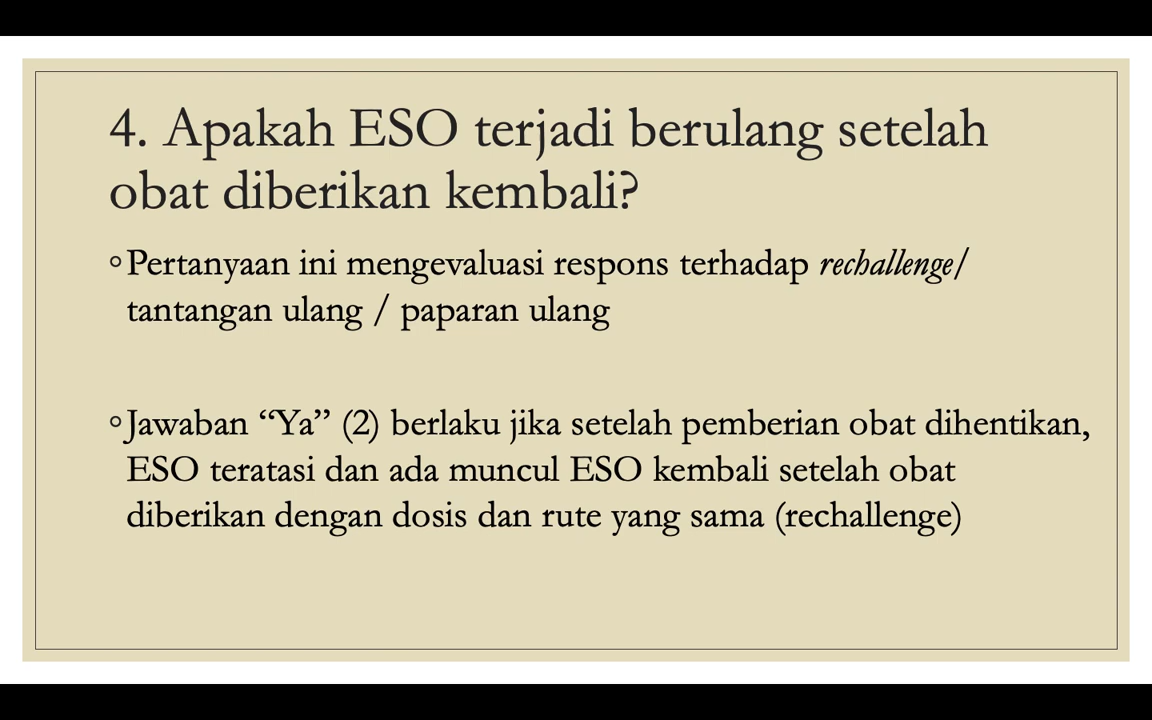 4. Apakah ESO terjadi berulang setelah
obat diberikan kembali?
◦Pertanyaan ini mengevaluasi respons terhadap rechallenge/
tantangan ulang / paparan ulang
◦Jawaban “Ya” (2) berlaku jika setelah pemberian obat dihentikan,
ESO teratasi dan ada muncul ESO kembali setelah obat
diberikan dengan dosis dan rute yang sama (rechallenge)